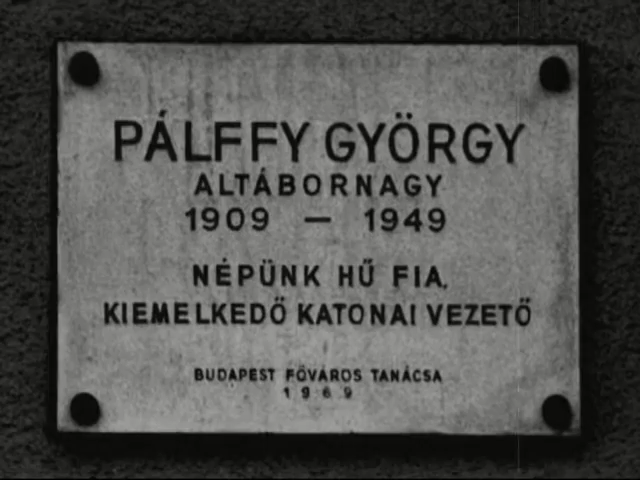 PÁLFFY GYÖRGY
ALTÁBORNAGY
1909 — 1949
NÉPÜNK HŰ FIA,
KIEMELKEDŐ KATONAI VEZETŐ
BUDAPEST FŐVÁROS TANÁCSA
1969